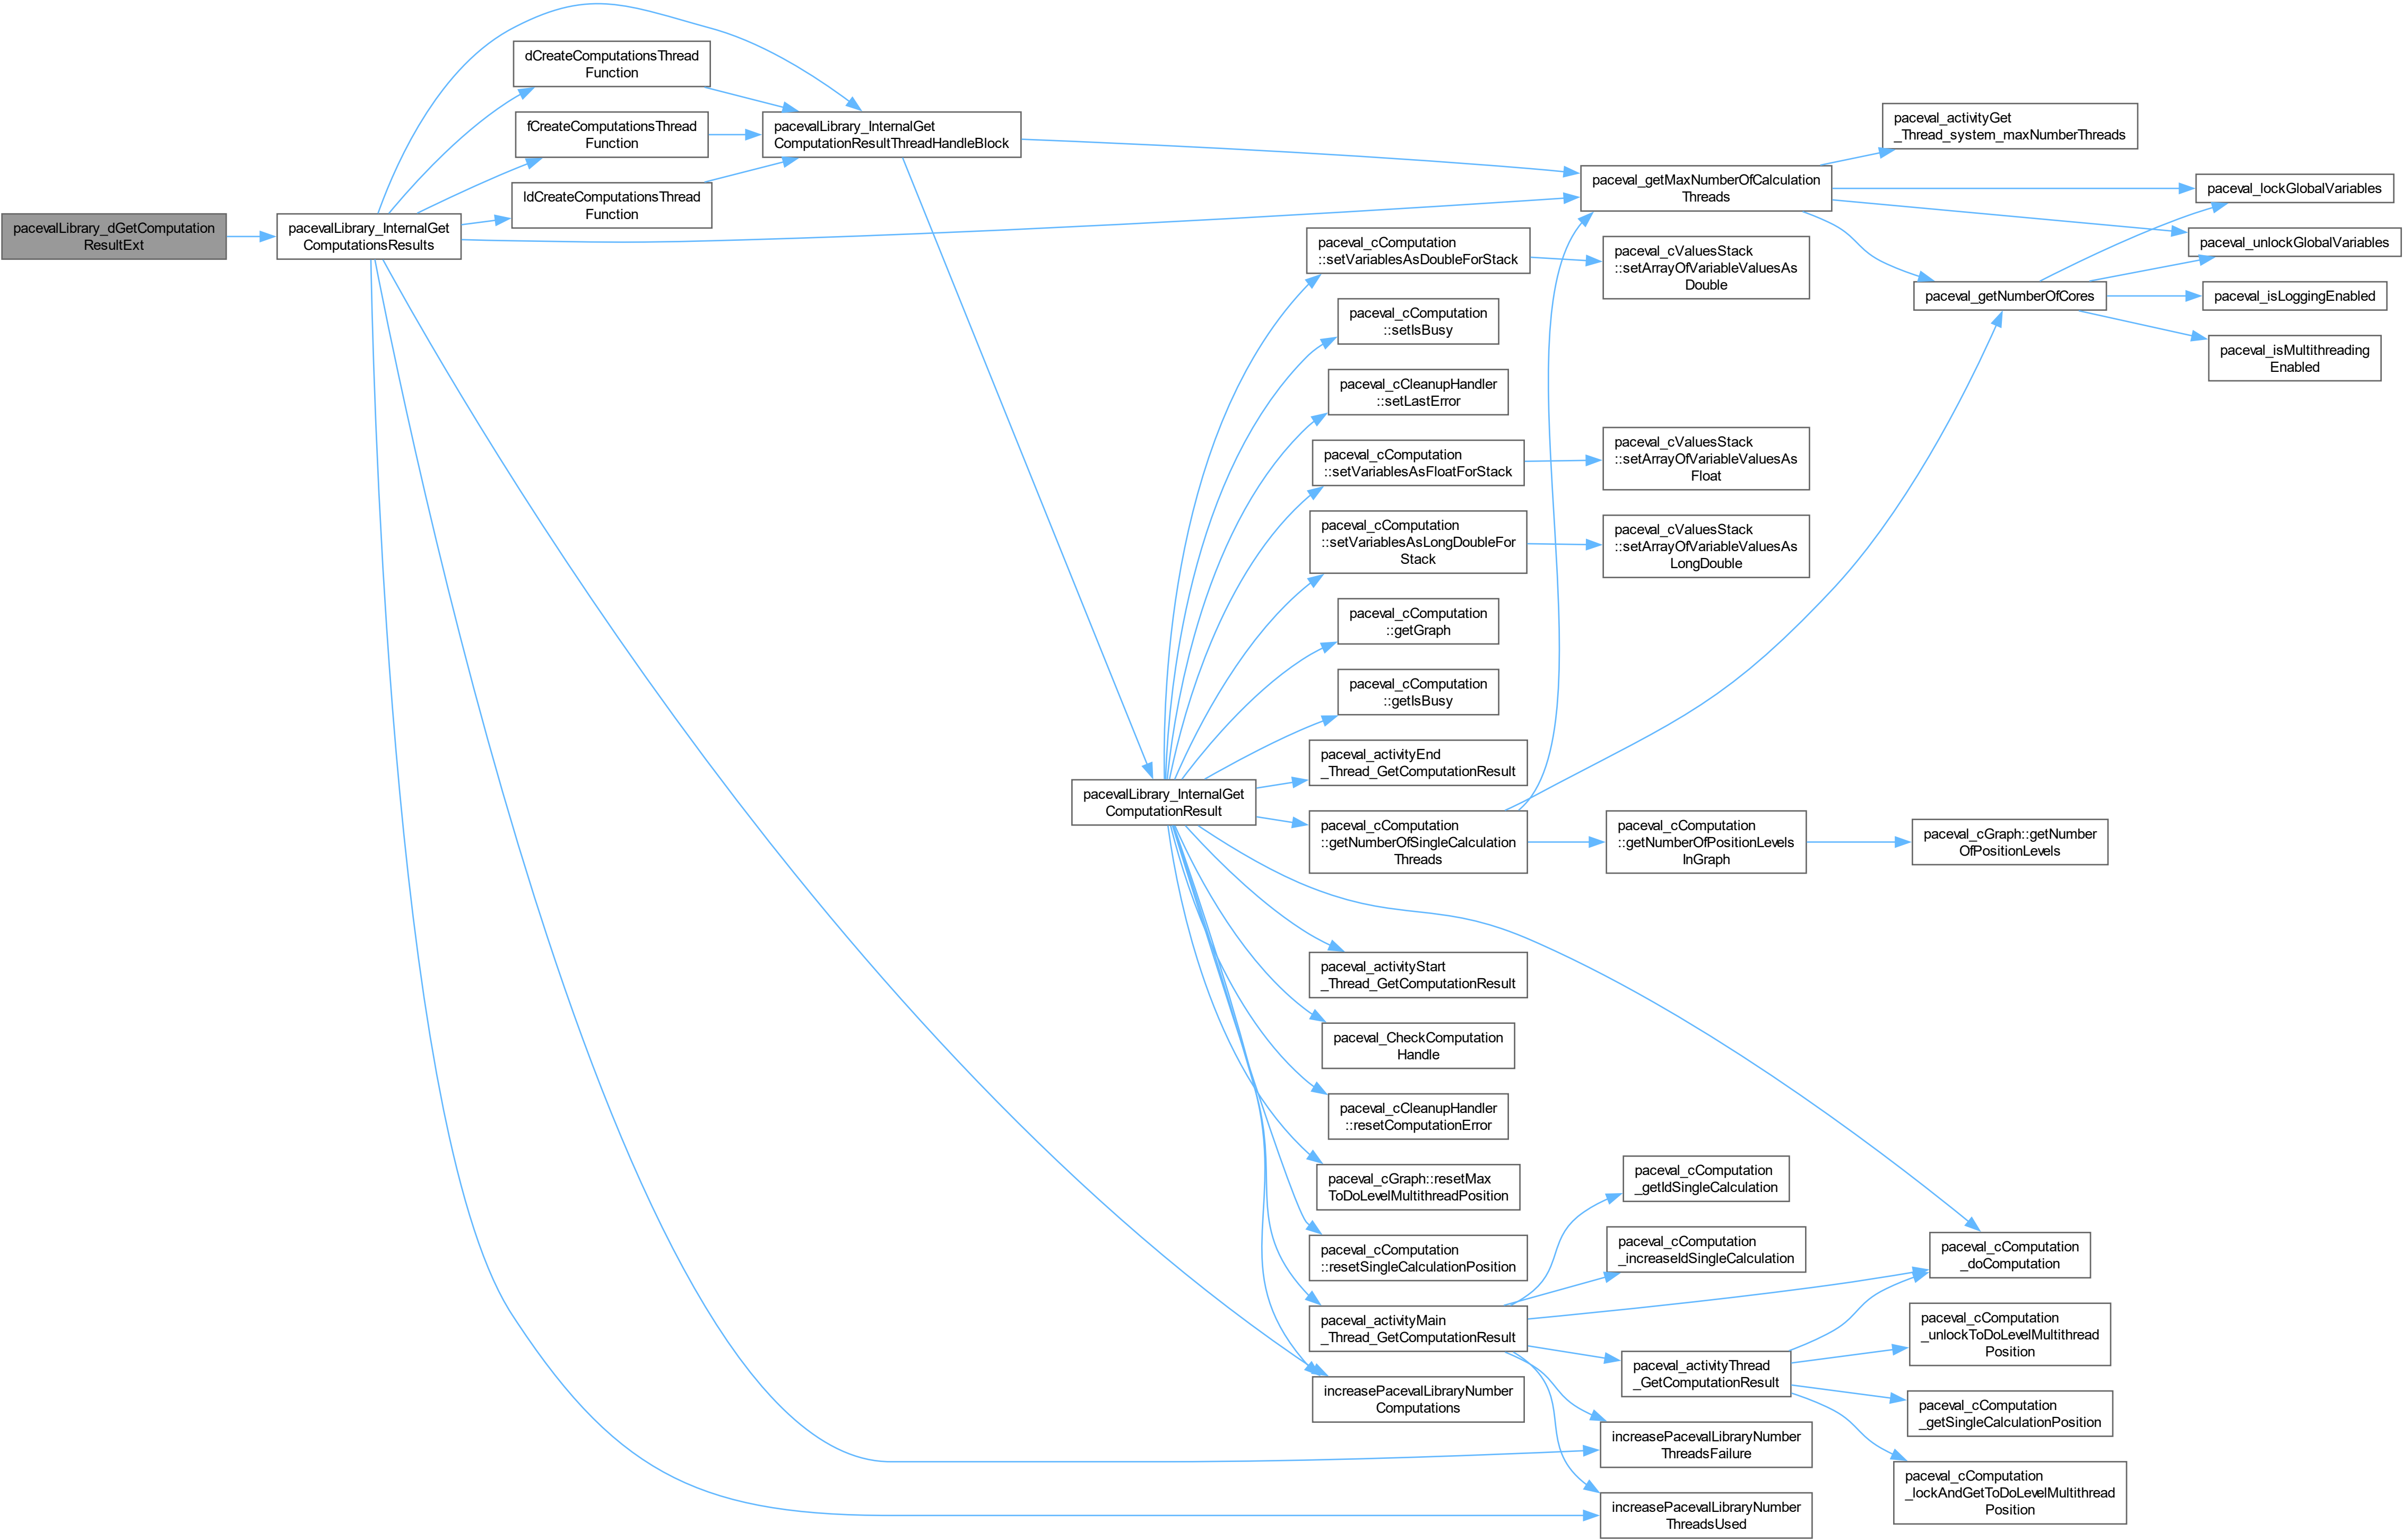 pacevalLibrary_dGetComputation
ResultExt
pacevalLibrary_InternalGet
ComputationsResults
dCreateComputationsThread
Function
fCreateComputationsThread
Function
ldCreateComputationsThread
Function
pacevalLibrary_InternalGet
ComputationResultThreadHandleBlock
pacevalLibrary_InternalGet
ComputationResult
paceval_cComputation
::setVariablesAsDoubleForStack
paceval_cComputation
::setIsBusy
paceval_cCleanupHandler
::setLastError
paceval_cComputation
::setVariablesAsFloatForStack
paceval_cComputation
::setVariablesAsLongDoubleFor
Stack
paceval_cComputation
::getGraph
paceval_cComputation
::getIsBusy
paceval_activityEnd
_Thread_GetComputationResult
paceval_cComputation
::getNumberOfSingleCalculation
Threads
paceval_activityStart
_Thread_GetComputationResult
paceval_CheckComputation
Handle
paceval_cCleanupHandler
::resetComputationError
paceval_cGraph::resetMax
ToDoLevelMultithreadPosition
paceval_cComputation
::resetSingleCalculationPosition
paceval_activityMain
_Thread_GetComputationResult
increasePacevalLibraryNumber
Computations
paceval_getMaxNumberOfCalculation
Threads
paceval_cValuesStack
::setArrayOfVariableValuesAs
Double
paceval_cValuesStack
::setArrayOfVariableValuesAs
Float
paceval_cValuesStack
::setArrayOfVariableValuesAs
LongDouble
paceval_cComputation
::getNumberOfPositionLevels
InGraph
paceval_cComputation
_getIdSingleCalculation
paceval_cComputation
_increaseIdSingleCalculation
paceval_activityThread
_GetComputationResult
increasePacevalLibraryNumber
ThreadsFailure
increasePacevalLibraryNumber
ThreadsUsed
paceval_activityGet
_Thread_system_maxNumberThreads
paceval_getNumberOfCores
paceval_cGraph::getNumber
OfPositionLevels
paceval_cComputation
_doComputation
paceval_cComputation
_unlockToDoLevelMultithread
Position
paceval_cComputation
_getSingleCalculationPosition
paceval_cComputation
_lockAndGetToDoLevelMultithread
Position
paceval_lockGlobalVariables
paceval_unlockGlobalVariables
paceval_isLoggingEnabled
paceval_isMultithreading
Enabled